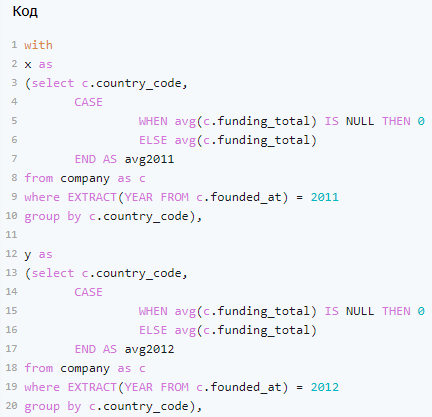 Код
1 with
2 x as
3 (select c.country_code,
4 CASE
5 WHEN avg(c.funding_total) IS NULL THEN 0
6 ELSE avg(c.funding_total)
7 END AS avg2011
8 from company as c
9 where EXTRACT(YEAR FROM c.founded_at) = 2011
10 group by c.country_code),
11
12 y as
13 (select c.country_code,
14 CASE
15 WHEN avg(c.funding_total) IS NULL THEN 0
16 ELSE avg(c.funding_total)
17 END AS avg2012
18 from company as c
19 where EXTRACT(YEAR FROM c.founded_at) = 2012
20 group by c.country_code),